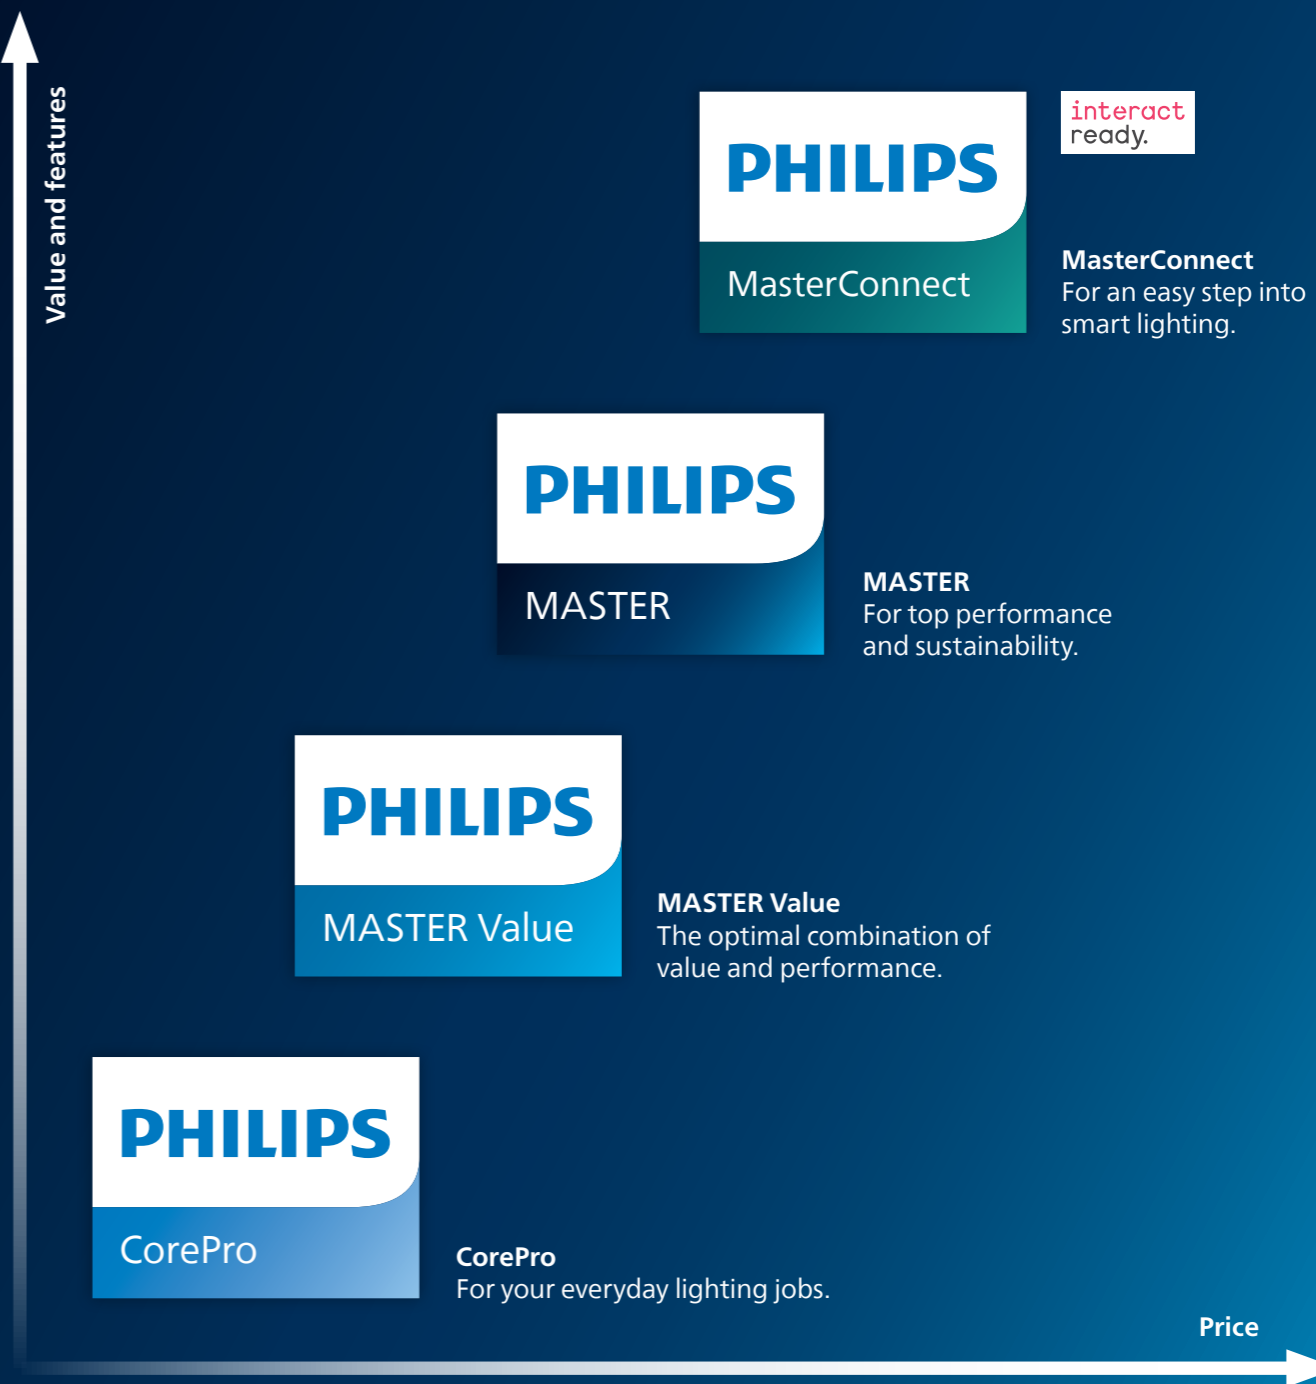 Value and features
PHILIPS
MasterConnect
interact
ready.
MasterConnect
For an easy step into
smart lighting.
PHILIPS
MASTER
MASTER
For top performance
and sustainability.
PHILIPS
MASTER Value
MASTER Value
The optimal combination of
value and performance.
PHILIPS
CorePro
CorePro
For your everyday lighting jobs.
Price